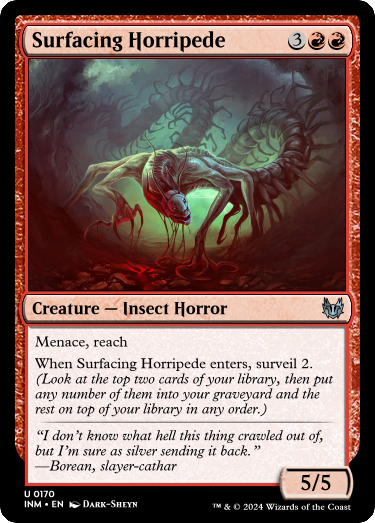 Surfacing Horripede 3
Creature — Insect Horror
Menace, reach
When Surfacing Horripede enters, surveil 2.
(Look at the top two cards of your library, then put
any number of them into your graveyard and the
rest on top of your library in any order.)
“I don’t know what hell this thing crawled out of,
but I’m sure as silver sending it back.”
—Borean, slayer-cathar
5/5
U 0170
INM • EN Dark-Sheyn ™ & © 2024 Wizards of the Coast